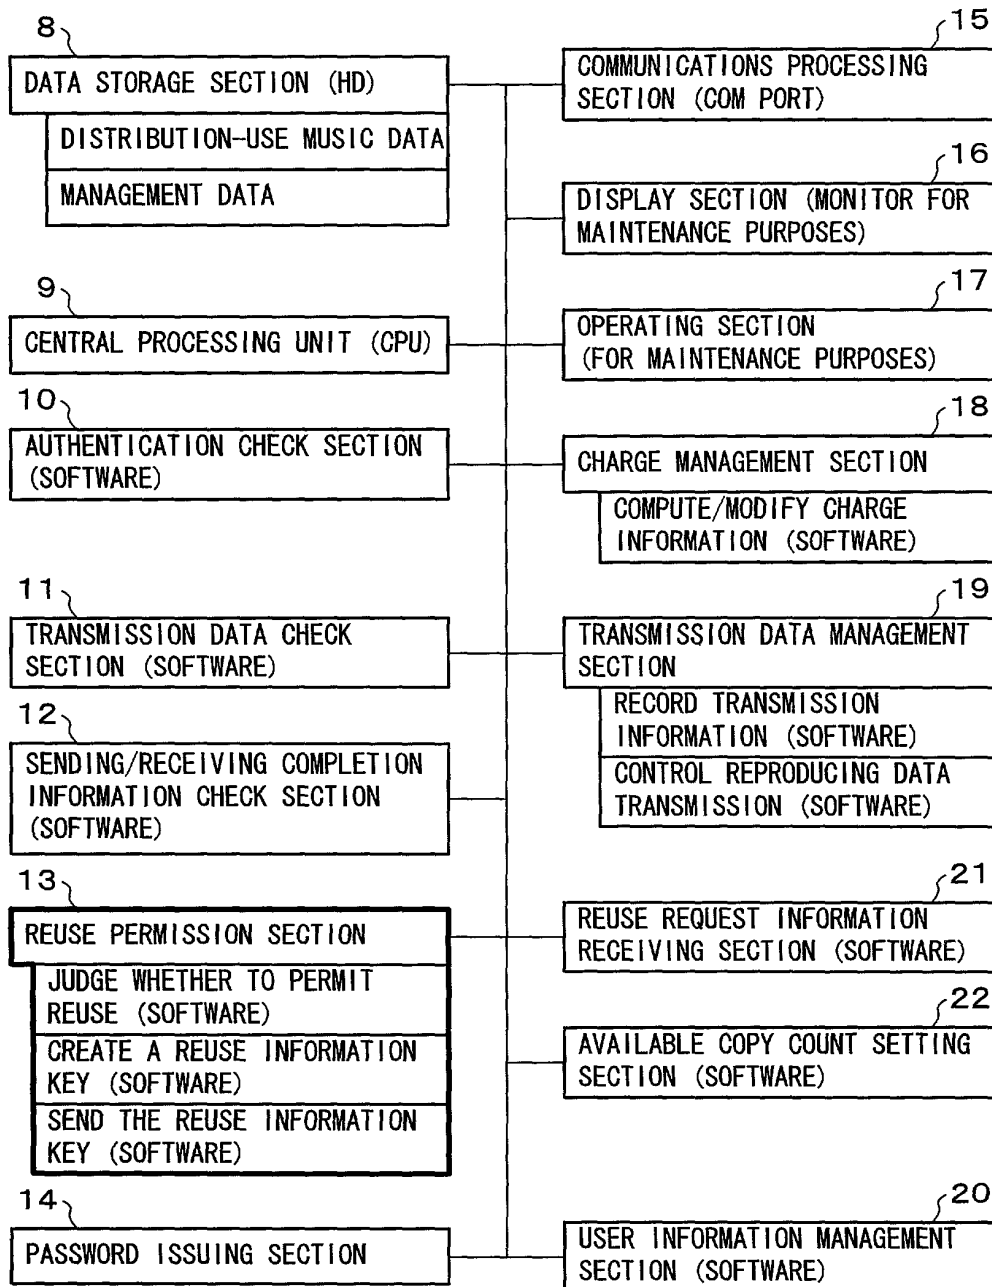 8
DATA STORAGE SECTION (HD)
DISTRIBUTION-USE MUSIC DATA
MANAGEMENT DATA
9
CENTRAL PROCESSING UNIT (CPU)
10
AUTHENTICATION CHECK SECTION
(SOFTWARE)
11
TRANSMISSION DATA CHECK
SECTION (SOFTWARE)
12
SENDING/RECEIVING COMPLETION
INFORMATION CHECK SECTION
(SOFTWARE)
13
REUSE PERMISSION SECTION
JUDGE WHETHER TO PERMIT
REUSE (SOFTWARE)
CREATE A REUSE INFORMATION
KEY (SOFTWARE)
SEND THE REUSE INFORMATION
KEY (SOFTWARE)
14
PASSWORD ISSUING SECTION
15
COMMUNICATIONS PROCESSING
SECTION (COM PORT)
16
DISPLAY SECTION (MONITOR FOR
MAINTENANCE PURPOSES)
17
OPERATING SECTION
(FOR MAINTENANCE PURPOSES)
18
CHARGE MANAGEMENT SECTION
COMPUTE/MODIFY CHARGE
INFORMATION (SOFTWARE)
19
TRANSMISSION DATA MANAGEMENT
SECTION
RECORD TRANSMISSION
INFORMATION (SOFTWARE)
CONTROL REPRODUCING DATA
TRANSMISSION (SOFTWARE)
21
REUSE REQUEST INFORMATION
RECEIVING SECTION (SOFTWARE)
22
AVAILABLE COPY COUNT SETTING
SECTION (SOFTWARE)
20
USER INFORMATION MANAGEMENT
SECTION (SOFTWARE)